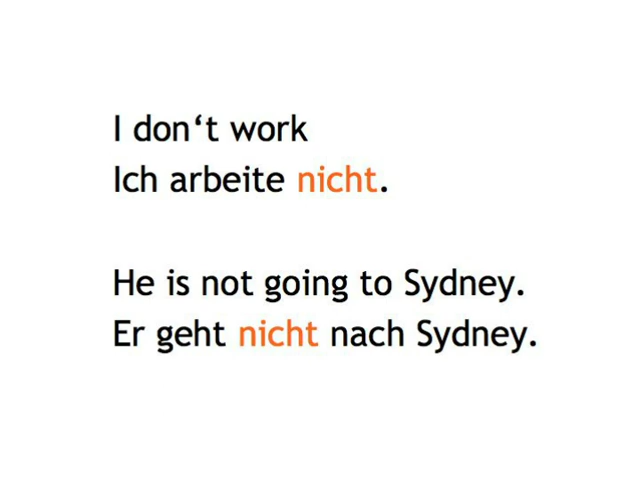 I don‘t work
Ich arbeite nicht.
He is not going to Sydney.
Er geht nicht nach Sydney.